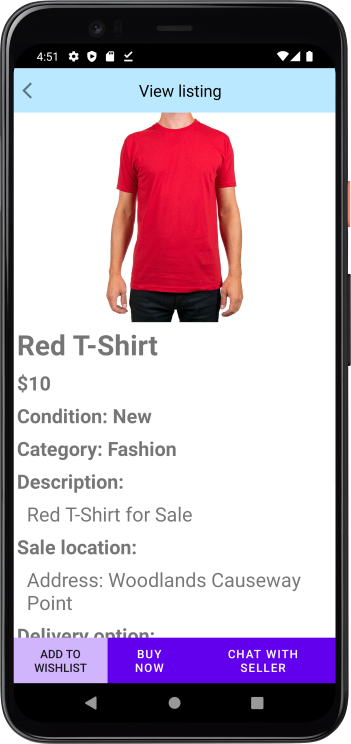 4:51
View listing
Red T-Shirt
$10
Condition: New
Category: Fashion
Description:
Red T-Shirt for Sale
Sale location:
Address: Woodlands Causeway
Point
Delivery option:
ADD TO
WISHLIST
BUY
NOW
CHAT WITH
SELLER